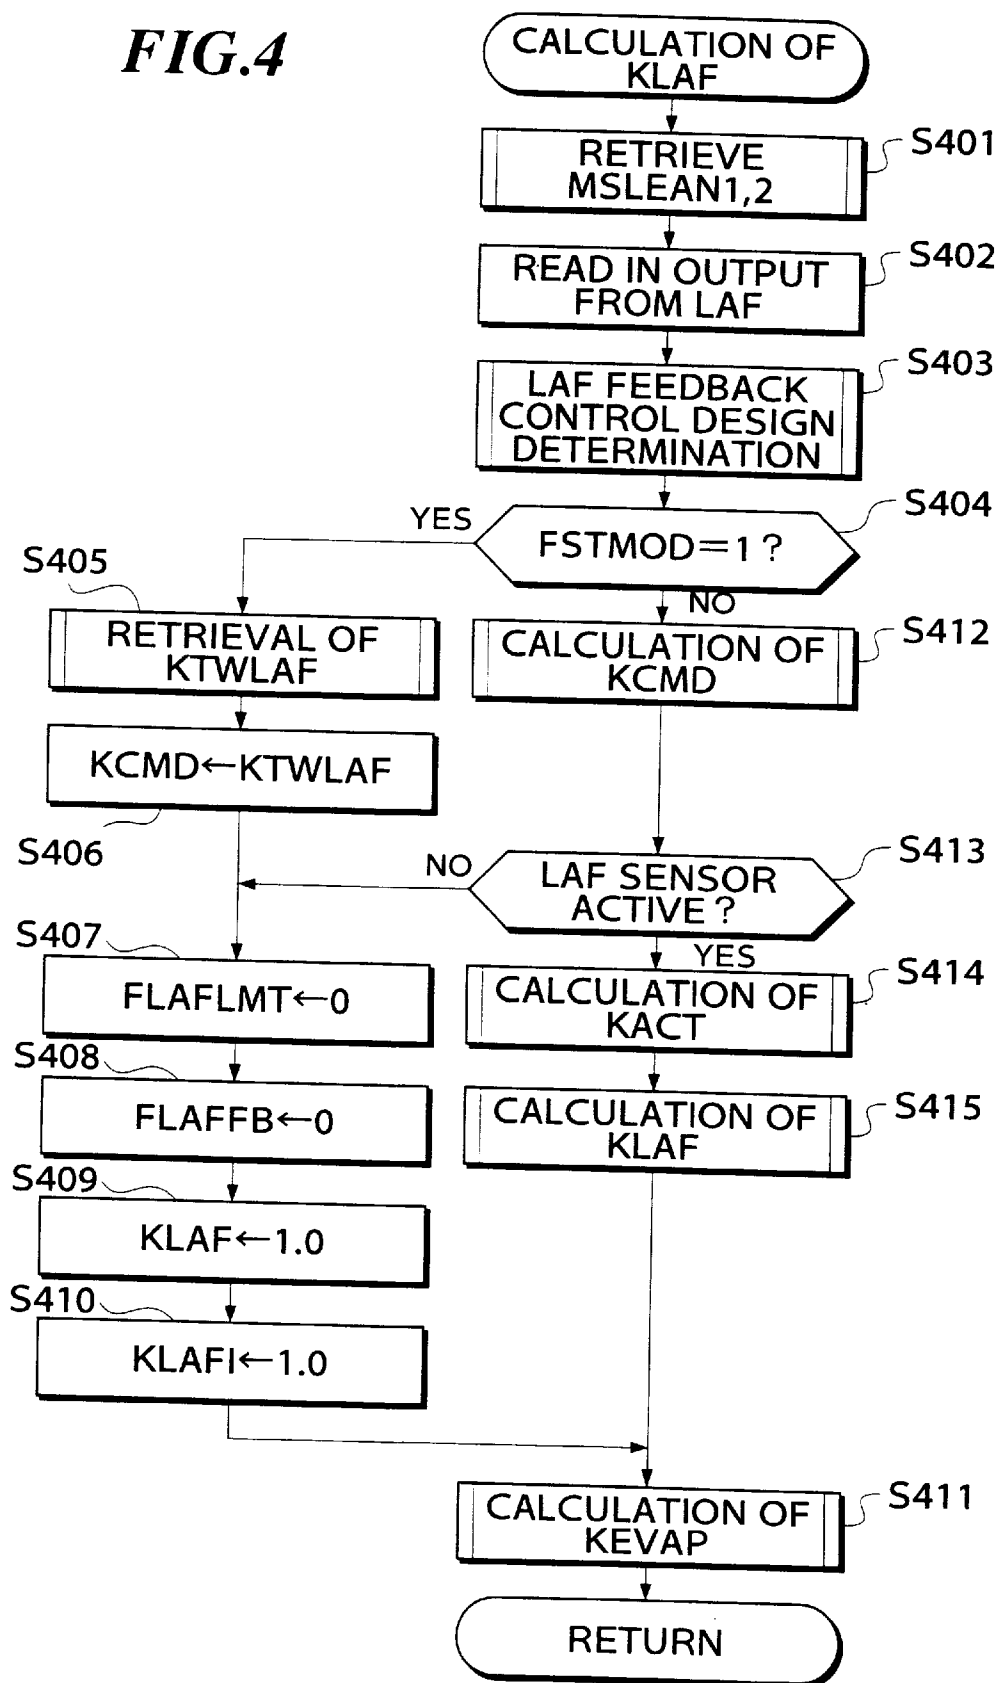 FIG.4
CALCULATION OF
KLAF
S401
RETRIEVE
MSLEAN1,2
S402
READ IN OUTPUT
FROM LAF
S403
LAF FEEDBACK
CONTROL DESIGN
DETERMINATION
S404
YES
FSTMOD=1?
NO
S405
RETRIEVAL OF
KTWLAF
S412
CALCULATION OF
KCMD
KCMD←KTWLAF
S406
S413
NO
LAF SENSOR
ACTIVE?
YES
S407
FLAFLMT←0
S414
CALCULATION OF
KACT
S408
FLAFFB←0
S415
CALCULATION OF
KLAF
S409
KLAF←1.0
S410
KLAFI←1.0
S411
CALCULATION OF
KEVAP
RETURN